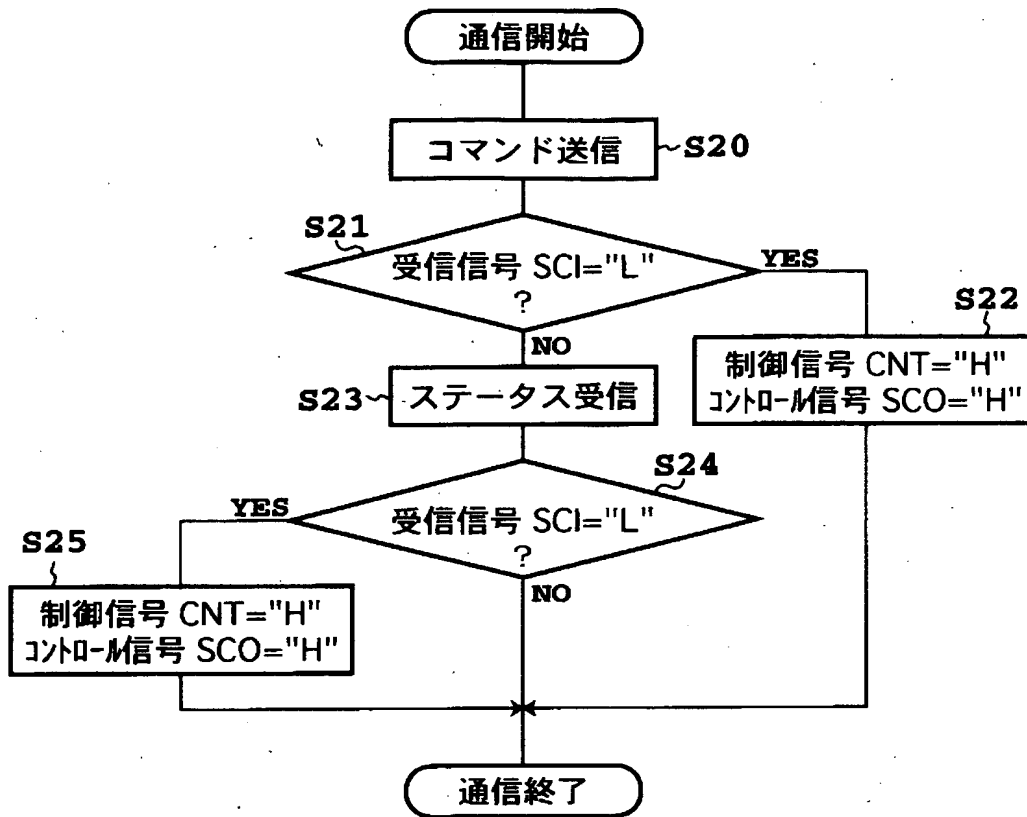 通信開始
コマンド送信
S20
S21
受信信号 SCI="L"
?
YES
NO
S22
制御信号 CNT="H"
コントロール信号 SCO="H"
S23
ステータス受信
S24
受信信号 SCI="L"
?
YES
NO
S25
制御信号 CNT="H"
コントロール信号 SCO="H"
通信終了